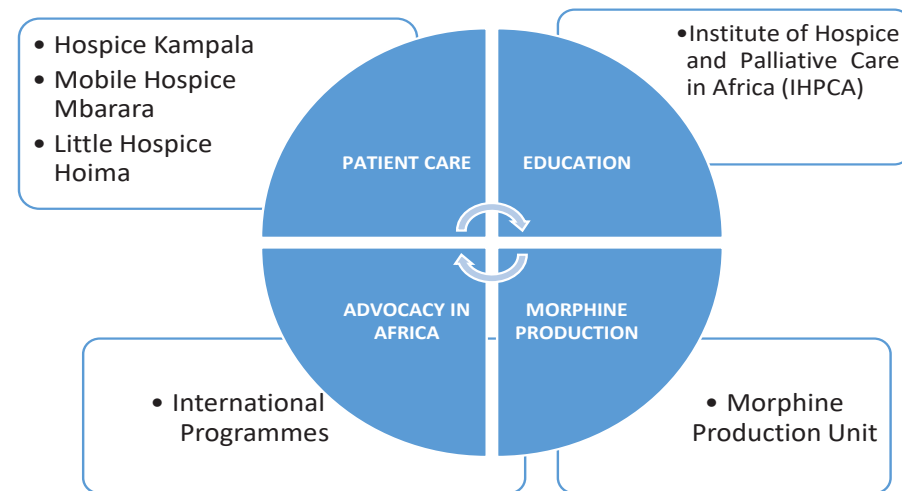 • Hospice Kampala
• Mobile Hospice
Mbarara
• Little Hospice
Hoima
•Institute of Hospice
and Palliative Care
in Africa (IHPCA)
PATIENT CARE
EDUCATION
ADVOCACY IN
AFRICA
MORPHINE
PRODUCTION
• International
Programmes
• Morphine
Production Unit